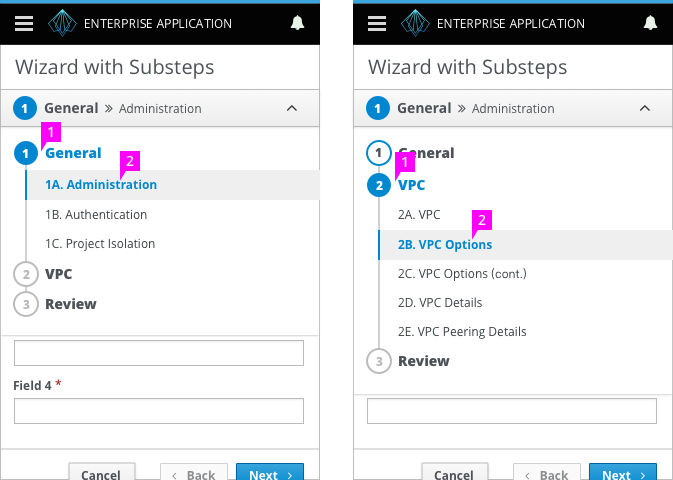 ENTERPRISE APPLICATION
Wizard with Substeps
1 General » Administration
1
1 General
2
1A. Administration
1B. Authentication
1C. Project Isolation
2 VPC
3 Review
Field 4 *
Cancel
< Back
Next >
ENTERPRISE APPLICATION
Wizard with Substeps
1 General » Administration
1 General
1
2 VPC
2A. VPC
2
2B. VPC Options
2C. VPC Options (cont.)
2D. VPC Details
2E. VPC Peering Details
3 Review
Cancel
< Back
Next >